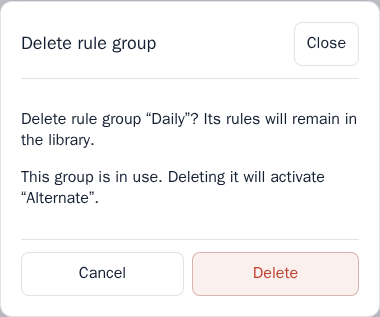 Delete rule group
Close
Delete rule group “Daily”? Its rules will remain in
the library.
This group is in use. Deleting it will activate
“Alternate”.
Cancel
Delete